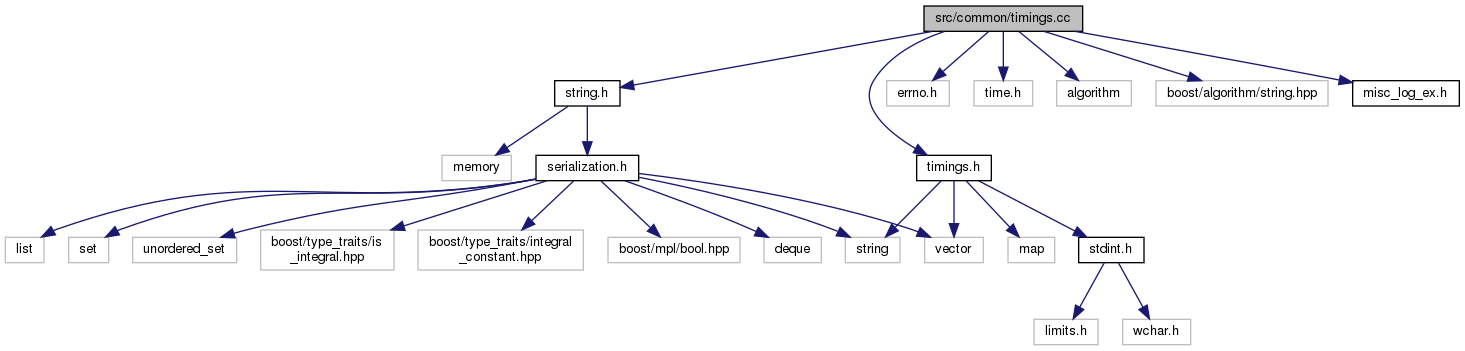 src/common/timings.cc
string.h
errno.h
time.h
algorithm
boost/algorithm/string.hpp
misc_log_ex.h
memory
serialization.h
timings.h
list
set
unordered_set
boost/type_traits/is
_integral.hpp
boost/type_traits/integral
_constant.hpp
boost/mpl/bool.hpp
deque
string
vector
map
stdint.h
limits.h
wchar.h